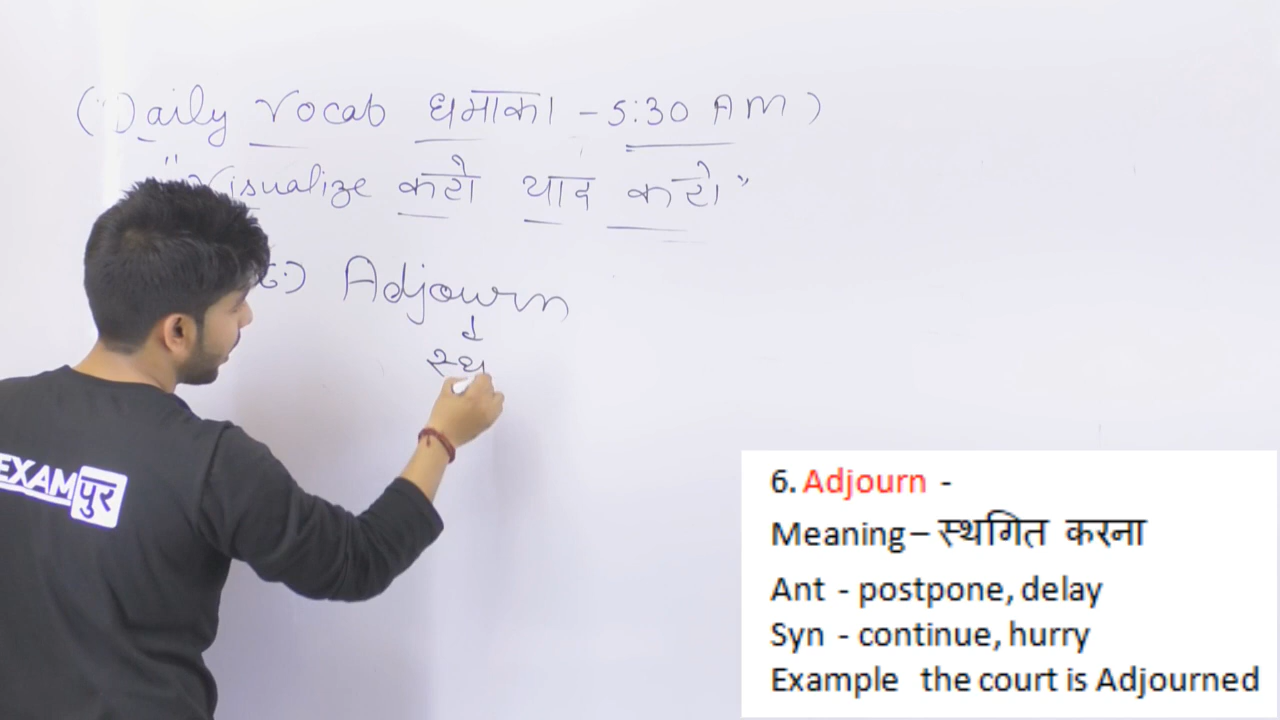 (Daily Vocab धमाका - 5:30 AM)
"Visualize करो याद करो"
6:) Adjourn
स्थ
EXAMपुर
6. Adjourn -
Meaning – स्थगित करना
Ant - postpone, delay
Syn - continue, hurry
Example the court is Adjourned